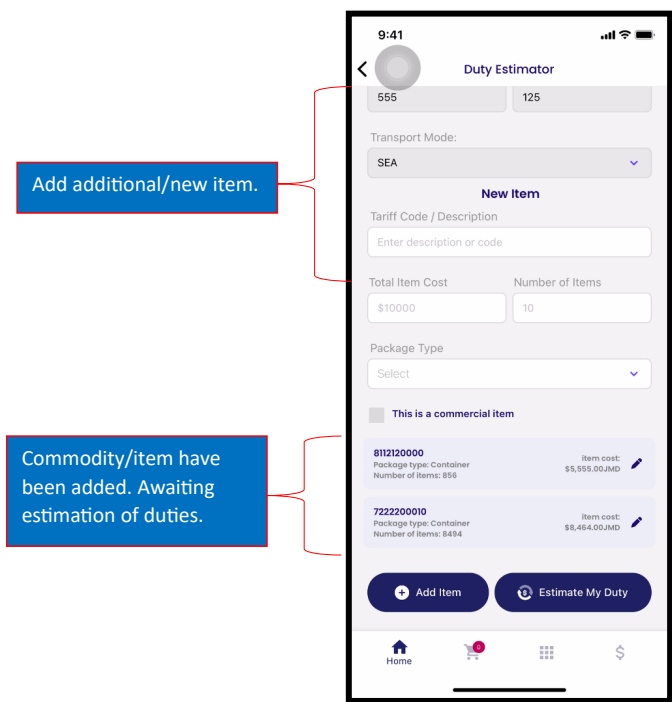 9:41
Duty Estimator
555
125
Transport Mode:
SEA
Add additional/new item.
New Item
Tariff Code / Description
Enter description or code
Total Item Cost
Number of Items
$10000
10
Package Type
Select
This is a commercial item
Commodity/item have
been added. Awaiting
estimation of duties.
8112120000
Package type: Container
Number of items: 856
item cost:
$5,555.00JMD
7222200010
Package type: Container
Number of items: 8494
item cost:
$8,464.00JMD
Add Item
Estimate My Duty
0
Home